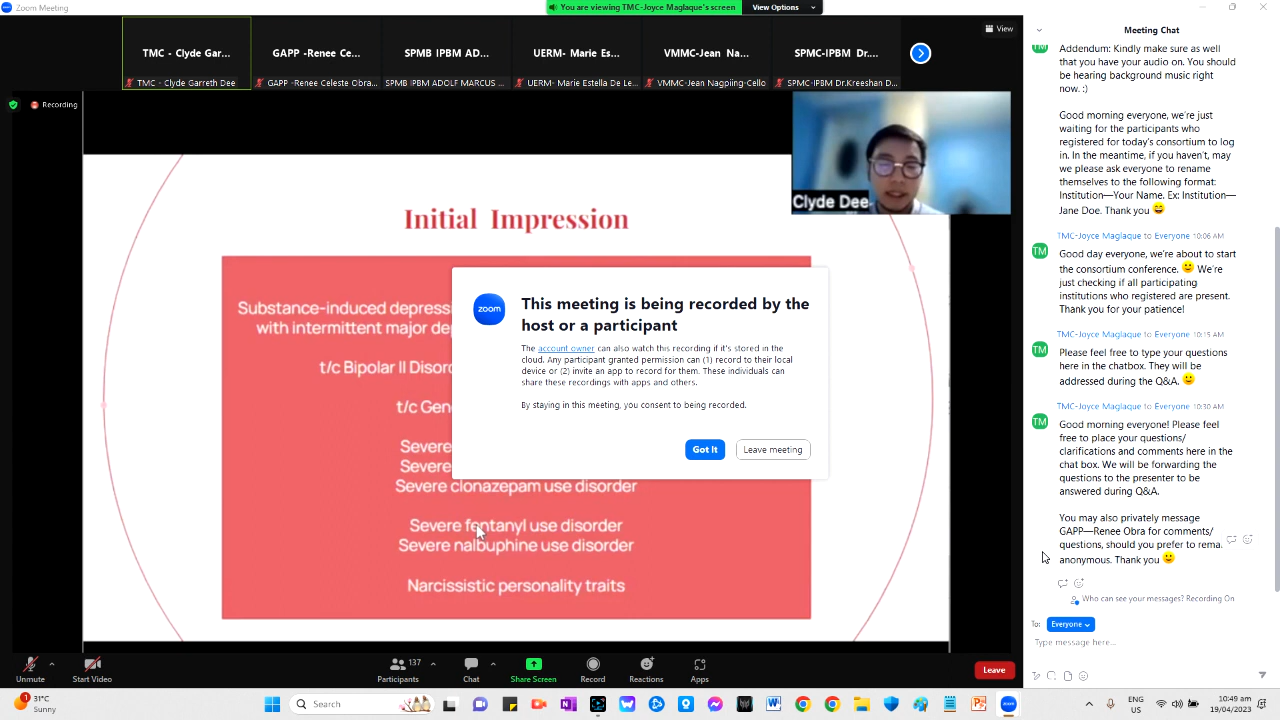 Zoom Meeting
You are viewing TMC-Joyce Maglaque's screen
View Options
TMC - Clyde Gar...
GAPP -Renee Ce...
SPMB IPBM AD...
UERM- Marie Es...
VMMC-Jean Na...
SPMC-IPBM Dr....
TMC - Clyde Garreth Dee
GAPP -Renee Celeste Obra...
SPMB IPBM ADOLF MARCUS ...
UERM- Marie Estella De Le...
VMMC-Jean Nagpiing-Cello
SPMC-IPBM Dr.Kreeshan D...
View
Recording
Clyde Dee
Initial Impression
Substance-induced depress
with intermittent major de
t/c Bipolar II Disor
t/c Gen
Severe
Severe
Severe clonazepam use disorder
Severe fentanyl use disorder
Severe nalbuphine use disorder
Narcissistic personality traits
zoom
This meeting is being recorded by the
host or a participant
The account owner can also watch this recording if it's stored in the
cloud. Any participant granted permission can (1) record to their local
device or (2) invite an app to record for them. These individuals can
share these recordings with apps and others.
By staying in this meeting, you consent to being recorded.
Got it
Leave meeting
Meeting Chat
TM
Addendum: Kindly make sure as well
that you have your audio on. You should
be hearing background music right
now. :)
Good morning everyone, we're just
waiting for the participants who
registered for today's consortium to log
in. In the meantime, if you haven't, may
we please ask everyone to rename
themselves to the following format:
Institution—Your Name. Ex: Institution—
Jane Doe. Thank you
TMC-Joyce Maglaque to Everyone 10:06 AM
TM
Good day everyone, we're about to start
the consortium conference. We're
just checking if all participating
institutions who registered are present.
Thank you for your patience!
TMC-Joyce Maglaque to Everyone 10:15 AM
TM
Please feel free to type your questions
here in the chatbox. They will be
addressed during the Q&A.
TMC-Joyce Maglaque to Everyone 10:30 AM
TM
Good morning everyone! Please feel
free to place your questions/
clarifications and comments here in the
chat box. We will be forwarding the
questions to the presenter to be
answered during Q&A.
You may also privately message
GAPP—Renee Obra for comments/
questions, should you prefer to rema.
anonymous. Thank you
Who can see your messages? Recording On
To: Everyone
Type message here...
Unmute
Start Video
137
Participants
Chat
Share Screen
Record
Reactions
Apps
Leave
1
31°C
Sunny
Search
zoom
10:49 am
19/04/2023